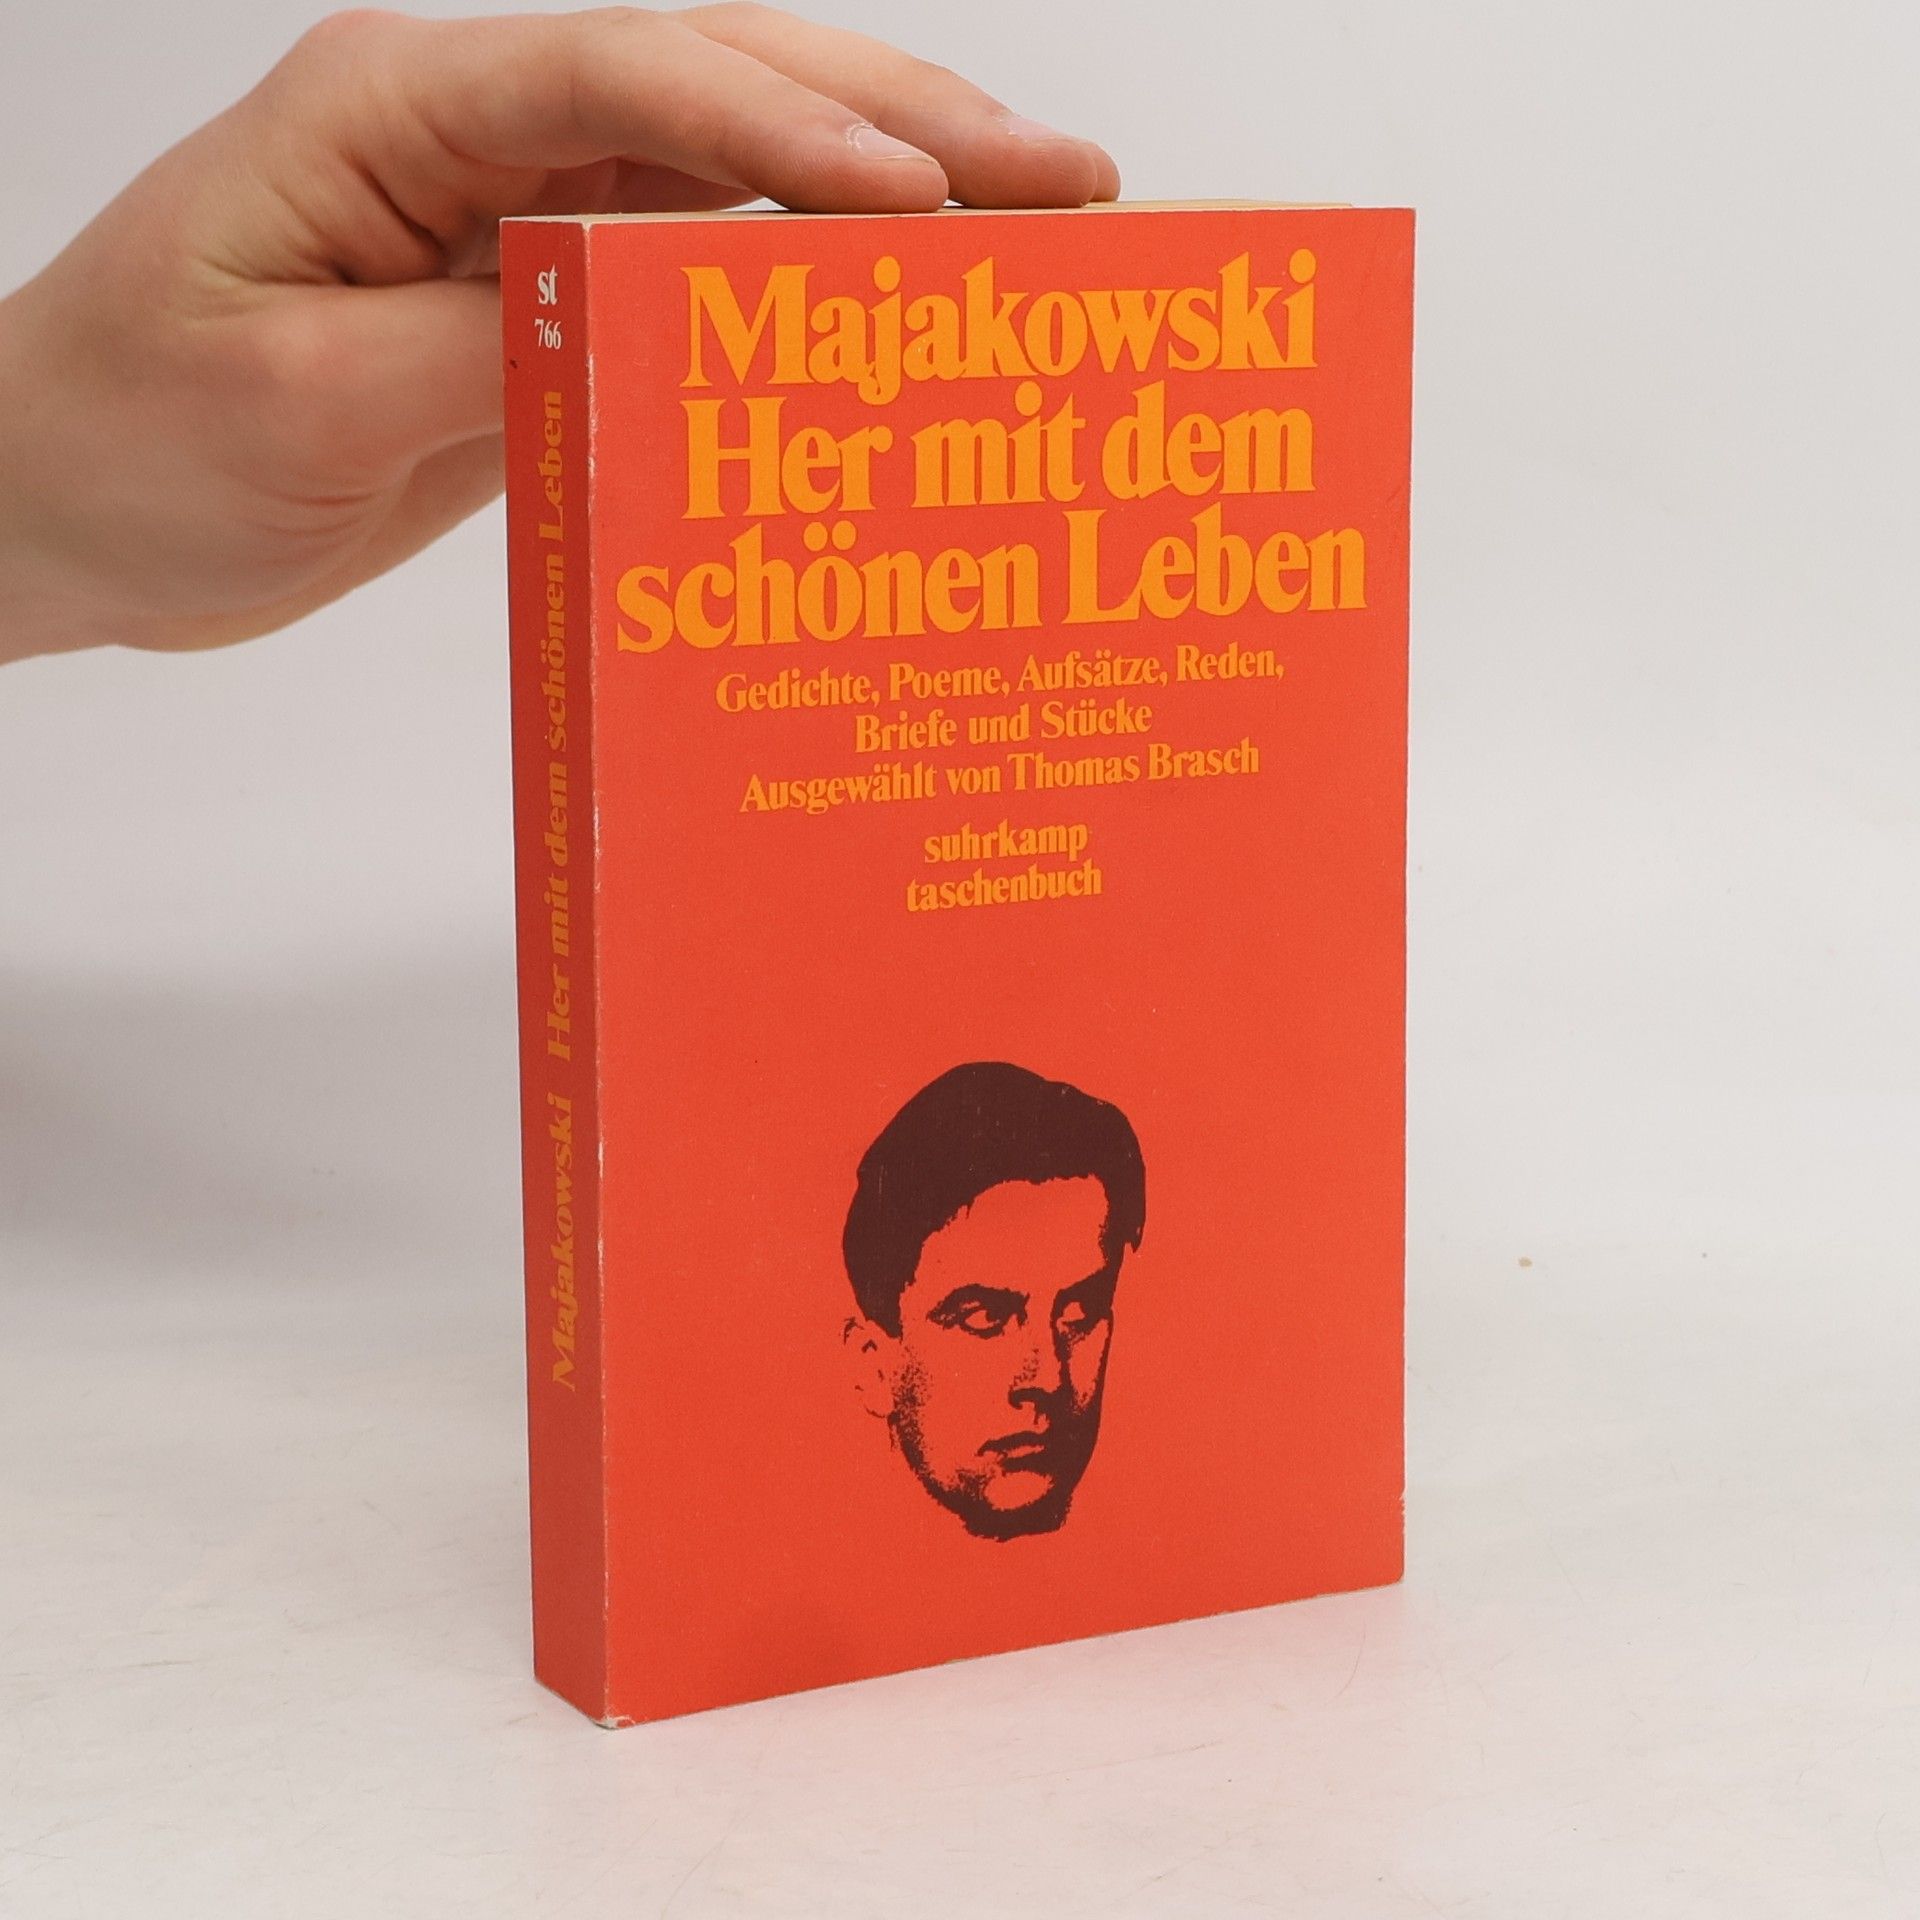 st
766
Majakowski Her mit dem schönen Leben
Majakowski
Her mit dem
schönen Leben
Gedichte, Poeme, Aufsätze, Reden,
Briefe und Stücke
Ausgewählt von Thomas Brasch
suhrkamp
taschenbuch